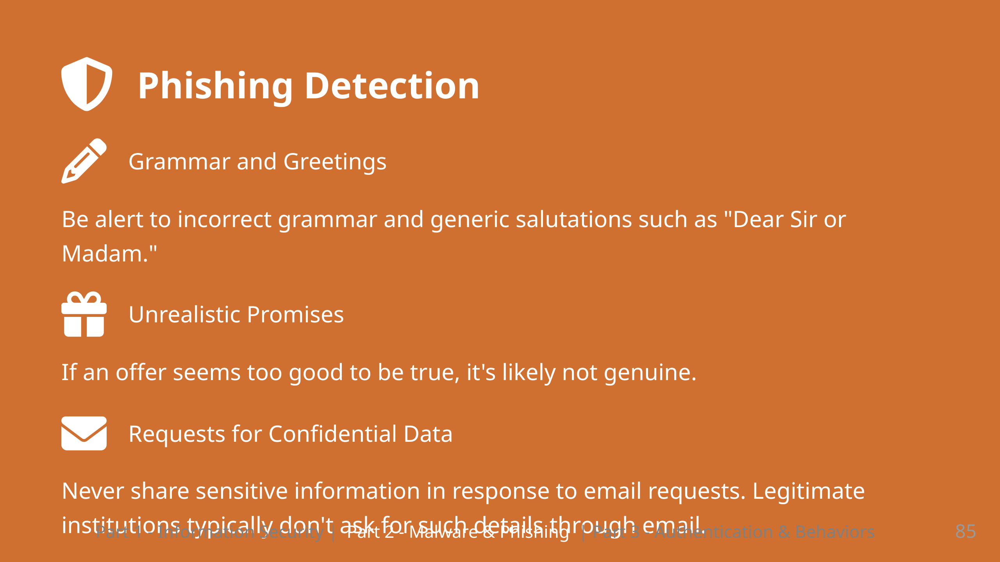 Phishing Detection
Grammar and Greetings
Be alert to incorrect grammar and generic salutations such as "Dear Sir or
Madam."
Unrealistic Promises
If an offer seems too good to be true, it's likely not genuine.
Requests for Confidential Data
Never share sensitive information in response to email requests. Legitimate
institutions typically don't ask for such details through email.
Part 1 - Information Security | Part 2 - Malware & Phishing | Part 3 - Authentication & Behaviors
85